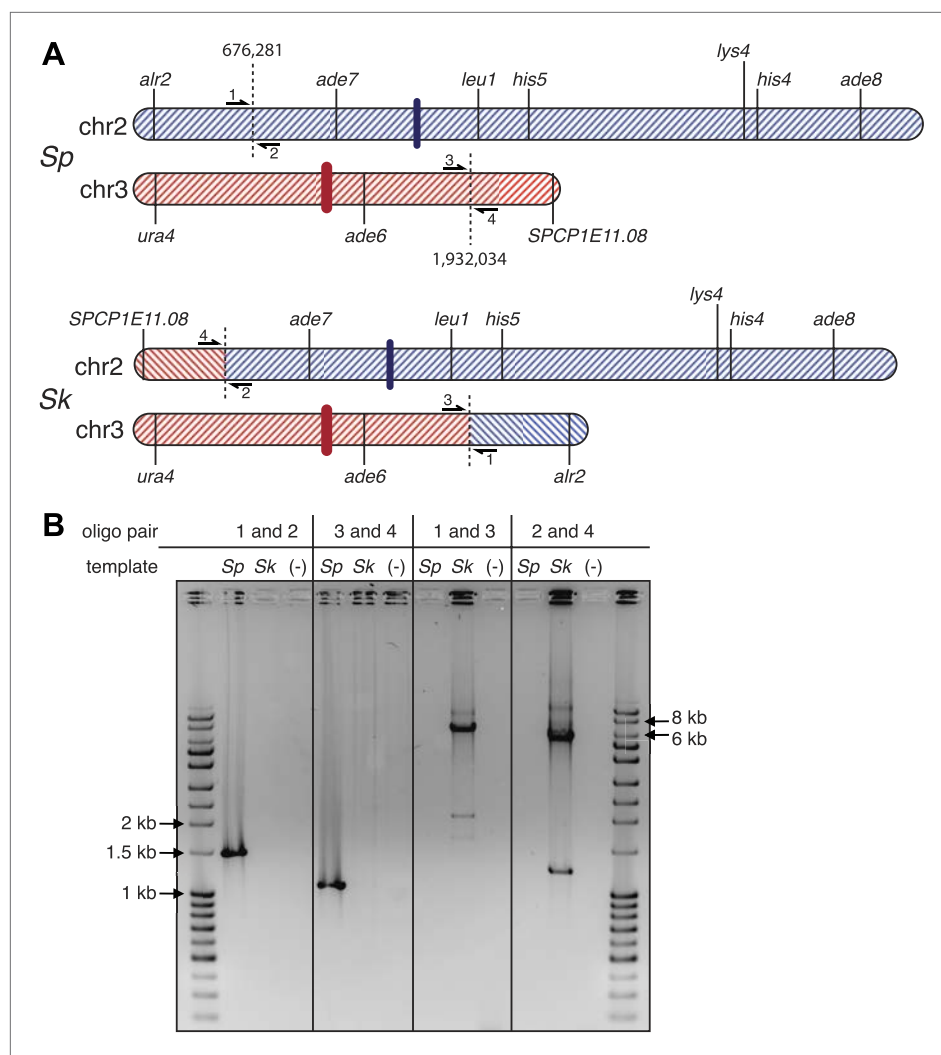 A
676,281
alr2 ade7 leu1 his5 lys4 his4 ade8
1
chr2
2
Sp
3
chr3
4
ura4 ade6 SPCP1E11.08
1,932,034
SPCP1E11.08 ade7 leu1 his5 lys4 his4 ade8
4
chr2
2
Sk
3
chr3
1
ura4 ade6 alr2
B
oligo pair 1 and 2 3 and 4 1 and 3 2 and 4
template Sp Sk (-) Sp Sk (-) Sp Sk (-) Sp Sk (-)
8 kb
6 kb
2 kb
1.5 kb
1 kb